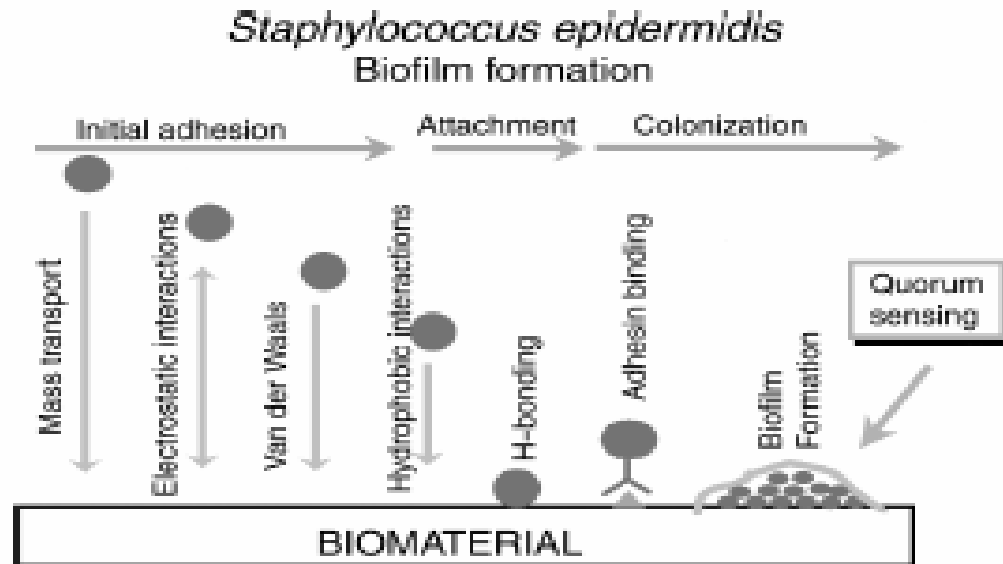 Staphylococcus epidermidis
Biofilm formation
Initial adhesion
Attachment
Colonization
Mass transport
Electrostatic interactions
Van der Waals
Hydrophobic interactions
H-bonding
Adhesin binding
Biofilm
Formation
Quorum
sensing
BIOMATERIAL